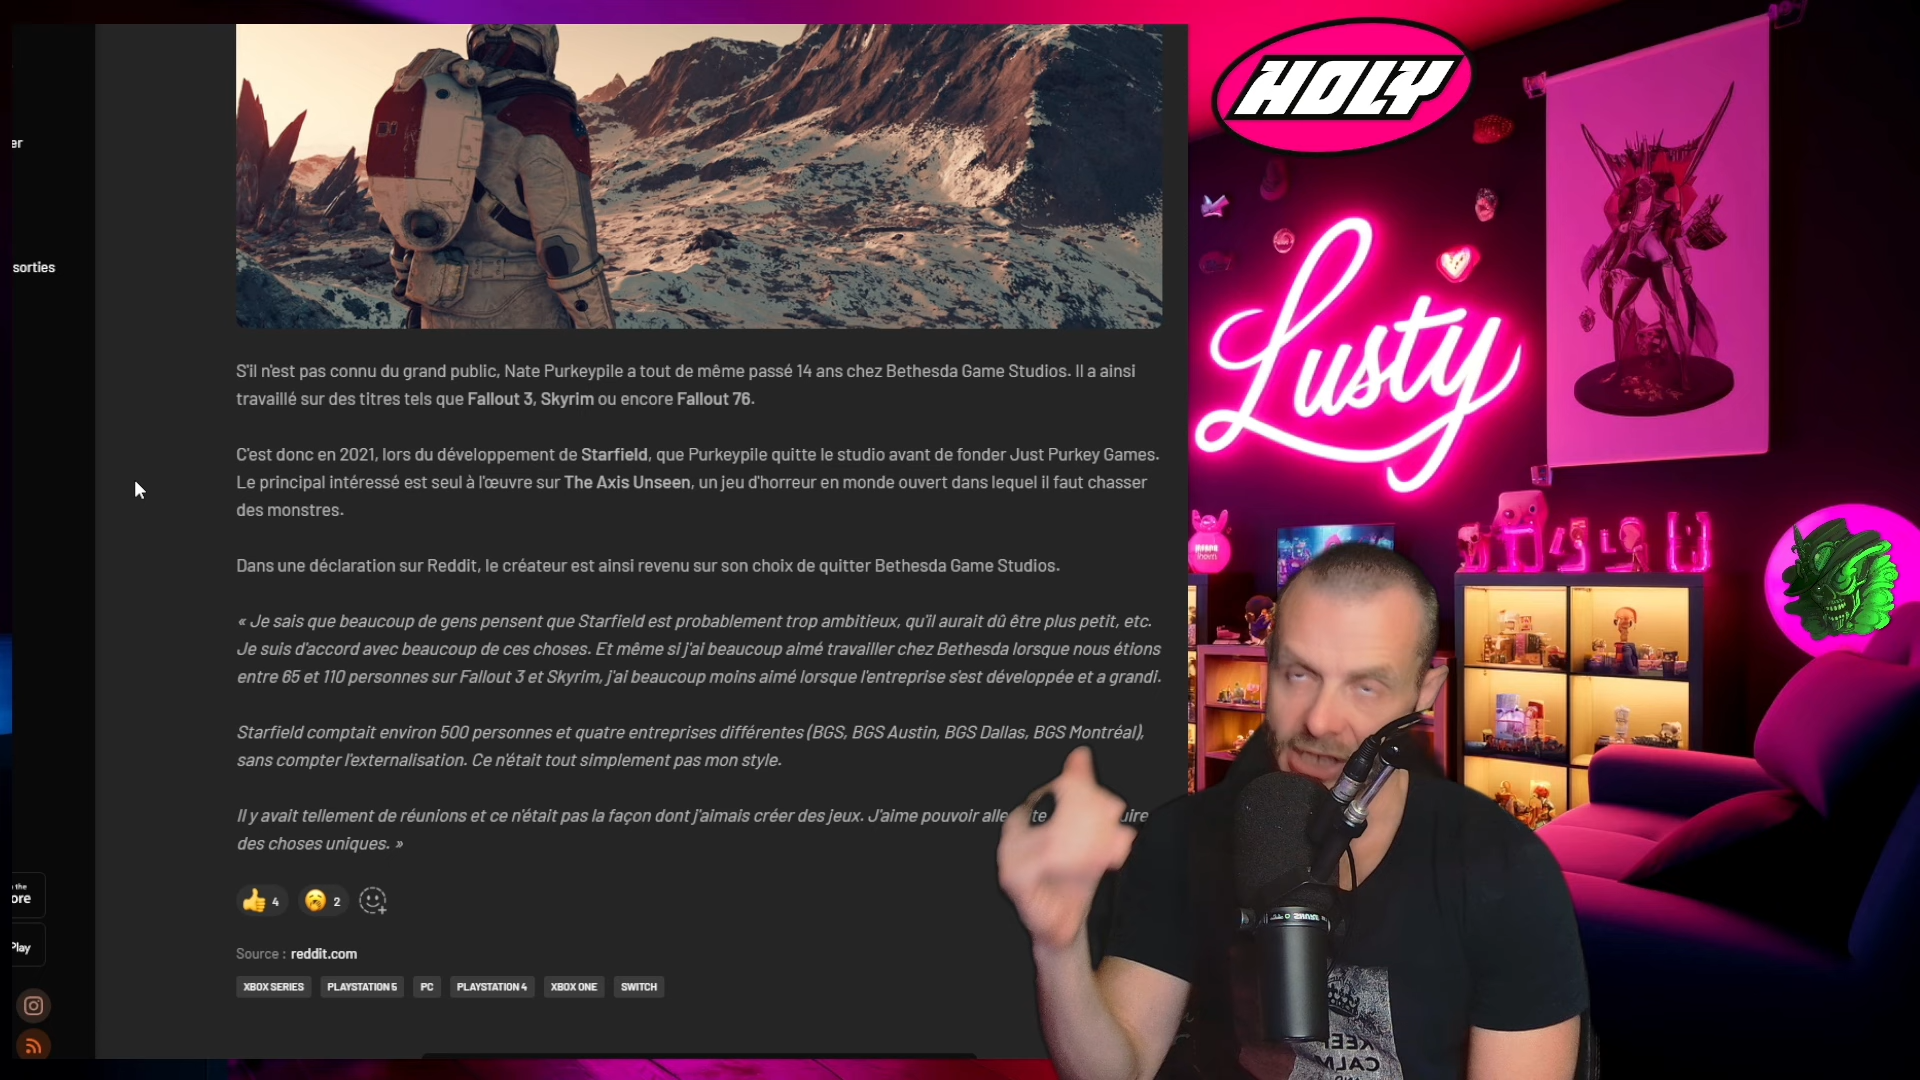 HOLY
Lusty
er
sorties
S'il n'est pas connu du grand public, Nate Purkeypile a tout de même passé 14 ans chez Bethesda Game Studios. Il a ainsi
travaillé sur des titres tels que Fallout 3, Skyrim ou encore Fallout 76.
C'est donc en 2021, lors du développement de Starfield, que Purkeypile quitte le studio avant de fonder Just Purkey Games.
Le principal intéressé est seul à l'œuvre sur The Axis Unseen, un jeu d'horreur en monde ouvert dans lequel il faut chasser
des monstres.
Dans une déclaration sur Reddit, le créateur est ainsi revenu sur son choix de quitter Bethesda Game Studios.
« Je sais que beaucoup de gens pensent que Starfield est probablement trop ambitieux, qu'il aurait dû être plus petit, etc.
Je suis d'accord avec beaucoup de ces choses. Et même si j'ai beaucoup aimé travailler chez Bethesda lorsque nous étions
entre 65 et 110 personnes sur Fallout 3 et Skyrim, j'ai beaucoup moins aimé lorsque l'entreprise s'est développée et a grandi.
Starfield comptait environ 500 personnes et quatre entreprises différentes (BGS, BGS Austin, BGS Dallas, BGS Montréal),
sans compter l'externalisation. Ce n'était tout simplement pas mon style.
Il y avait tellement de réunions et ce n'était pas la façon dont j'aimais créer des jeux. J'aime pouvoir
des choses uniques. »
4 2
the
ore
Play
Source : reddit.com
XBOX SERIES PLAYSTATION 5 PC PLAYSTATION 4 XBOX ONE SWITCH
SHURE
KEEP
CALM